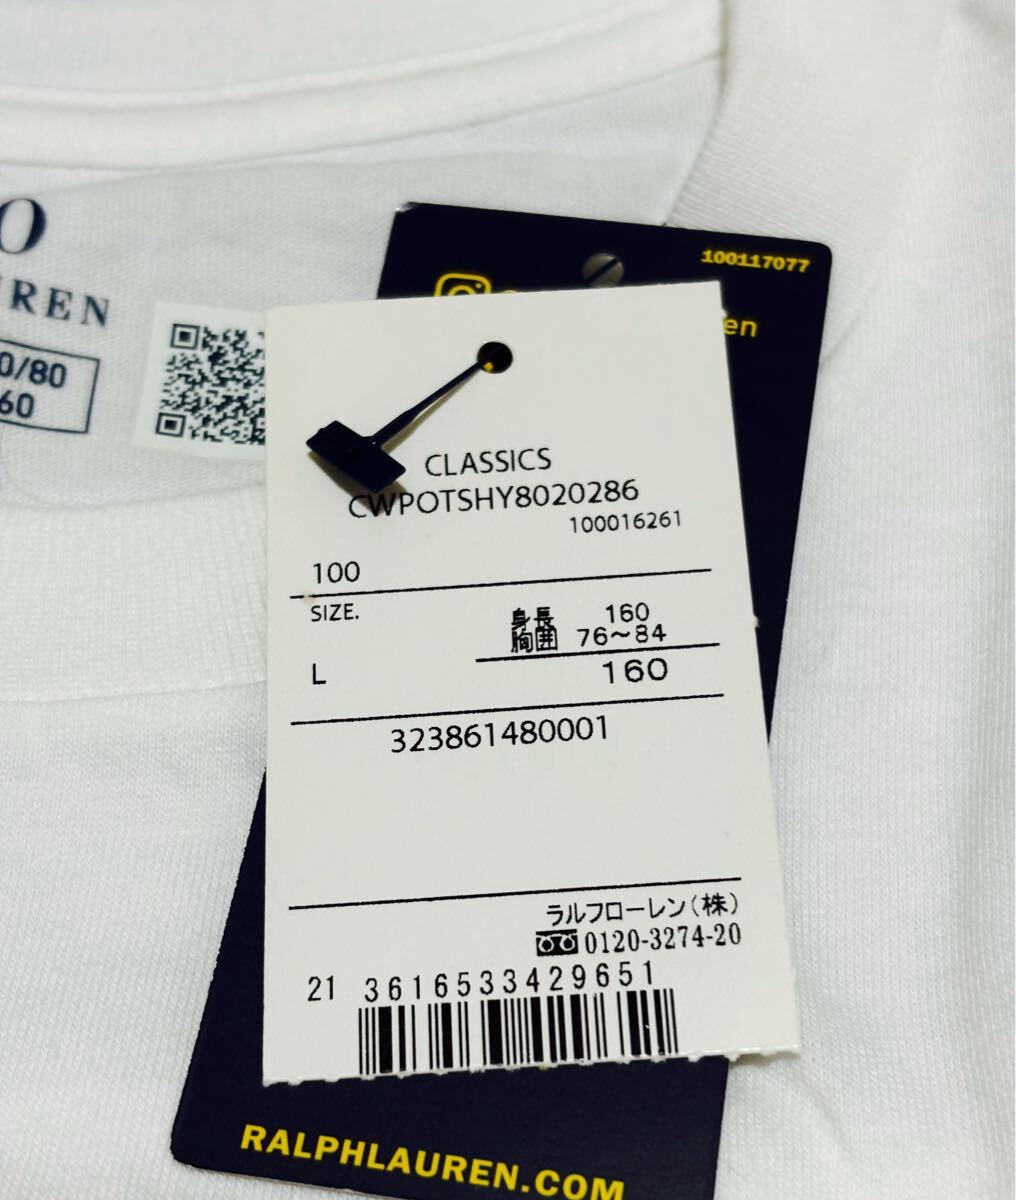 O
UREN
0/80
60
100117077
en
CLASSICS
CWPOTSHY8020286
100016261
100
SIZE.
身長 160
胸囲 76〜84
L
160
323861480001
ラルフローレン(株)
0120-3274-20
21 3616533429651
RALPHLAUREN.COM